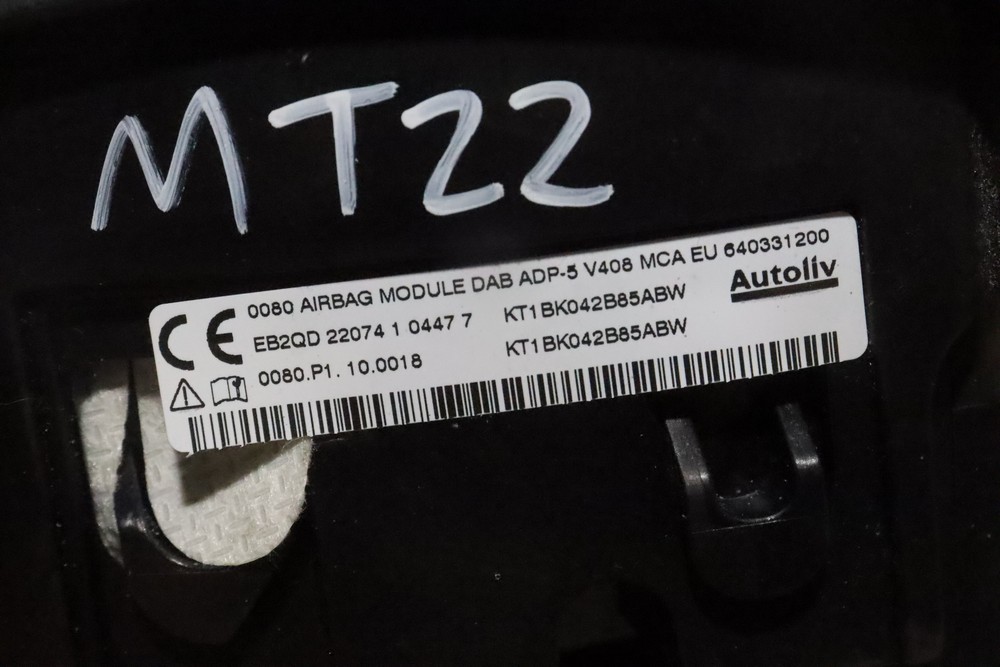 MT22
0080 AIRBAG MODULE DAB ADP-5 V408 MCA EU 640331200
EB2QD 22074 1 0447 7 KT1BK042B85ABW Autoliv
0080.P1. 10.0018 KT1BK042B85ABW